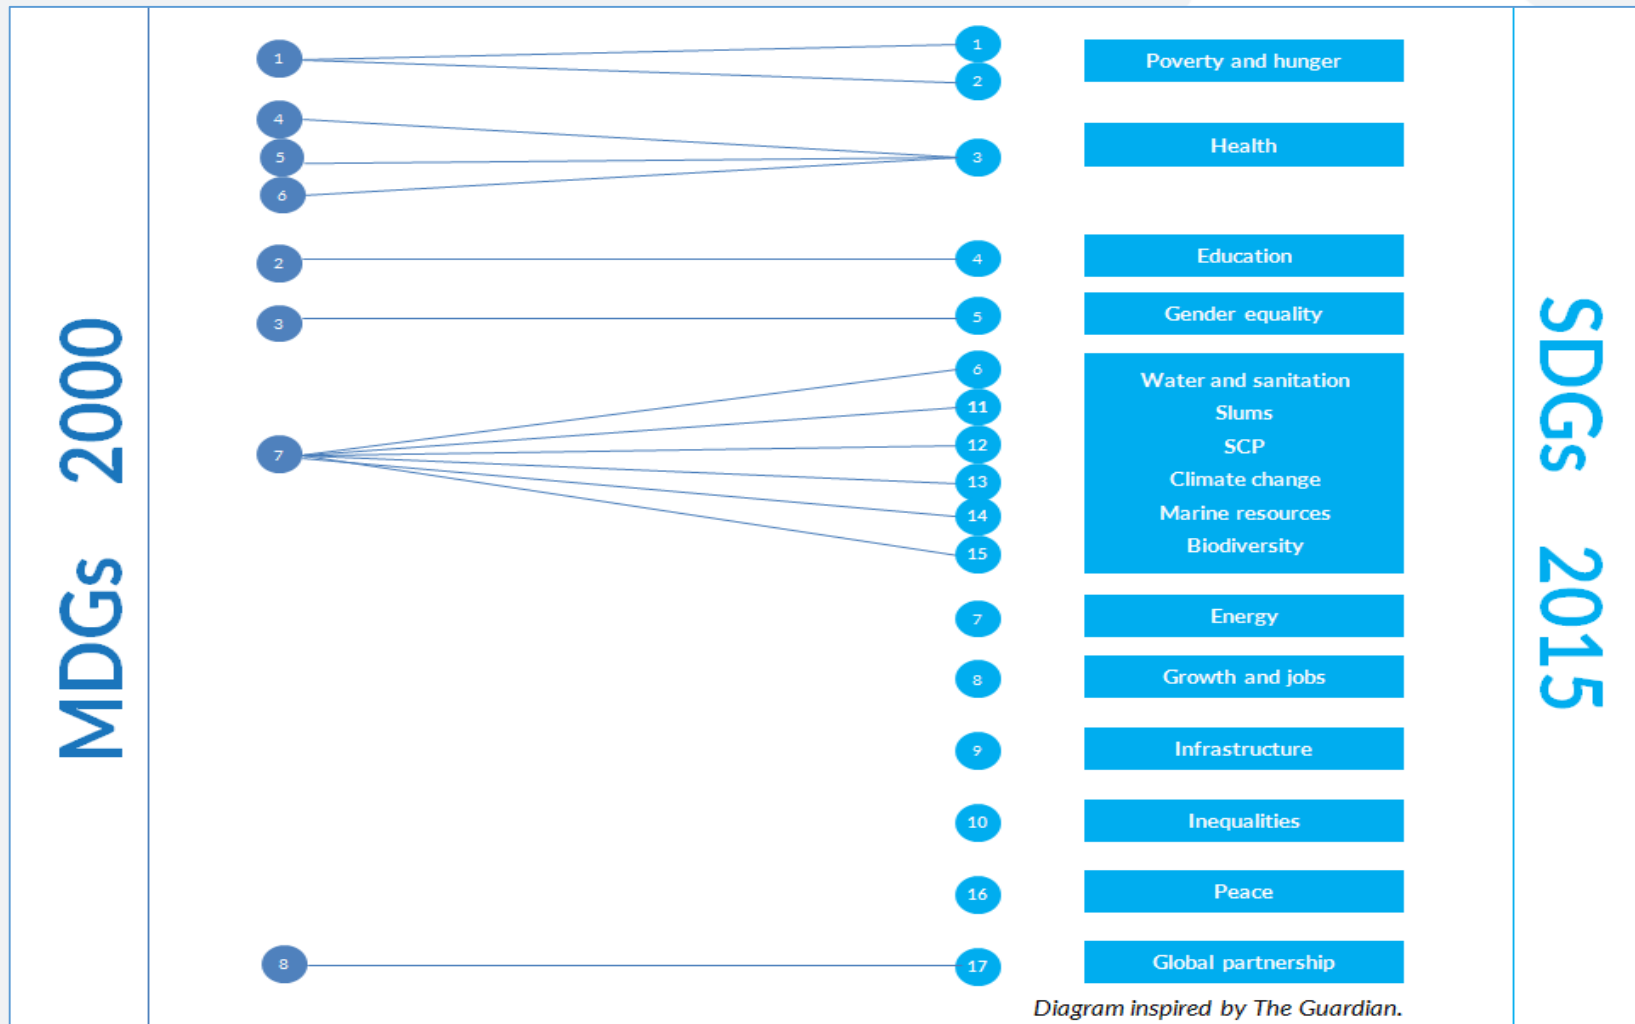 MDGs 2000
SDGs 2015
1
1
2
Poverty and hunger
4
5
6
3
Health
2
4
Education
3
5
Gender equality
7
6
11
12
13
14
15
Water and sanitation
Slums
SCP
Climate change
Marine resources
Biodiversity
7
Energy
8
Growth and jobs
9
Infrastructure
10
Inequalities
16
Peace
8
17
Global partnership
Diagram inspired by The Guardian.